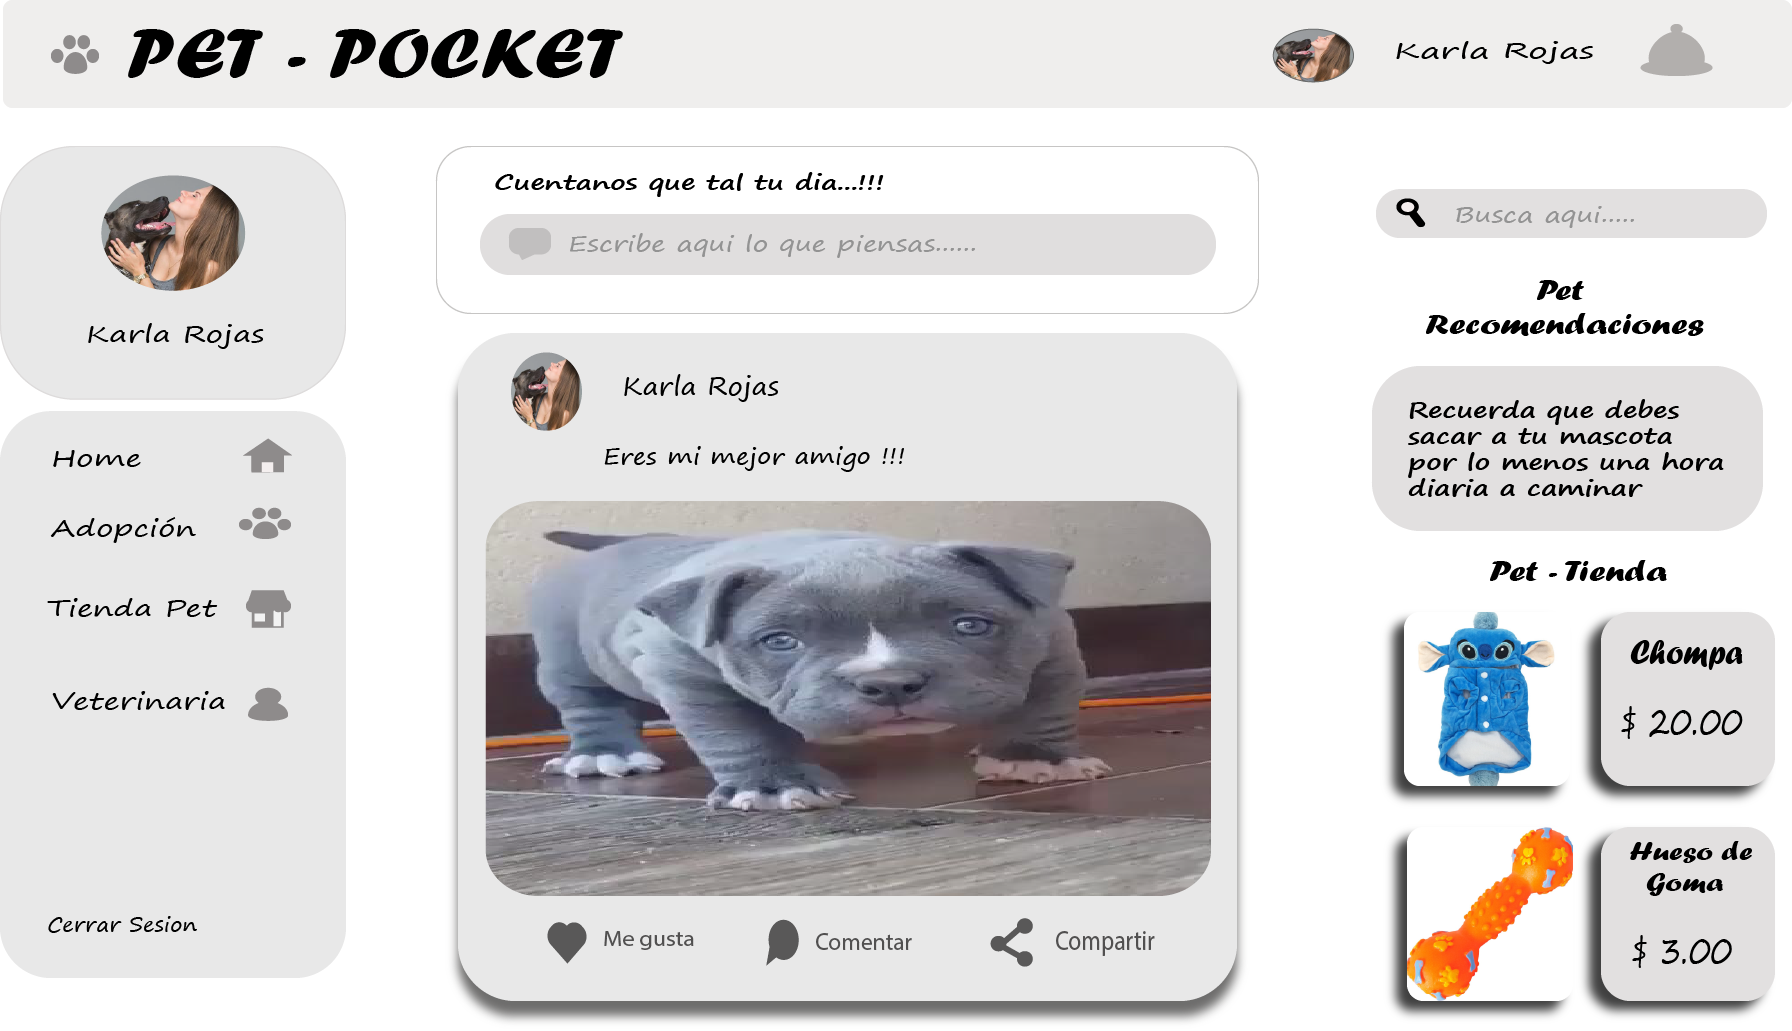 PET - POCKET
Karla Rojas
Karla Rojas
Home
Adopción
Tienda Pet
Veterinaria
Cerrar Sesion
Cuentanos que tal tu dia...!!!
Escribe aqui lo que piensas......
Karla Rojas
Eres mi mejor amigo !!!
Me gusta
Comentar
Compartir
Busca aqui.....
Pet
Recomendaciones
Recuerda que debes
sacar a tu mascota
por lo menos una hora
diaria a caminar
Pet - Tienda
Chompa
$ 20.00
Hueso de
Goma
$ 3.00